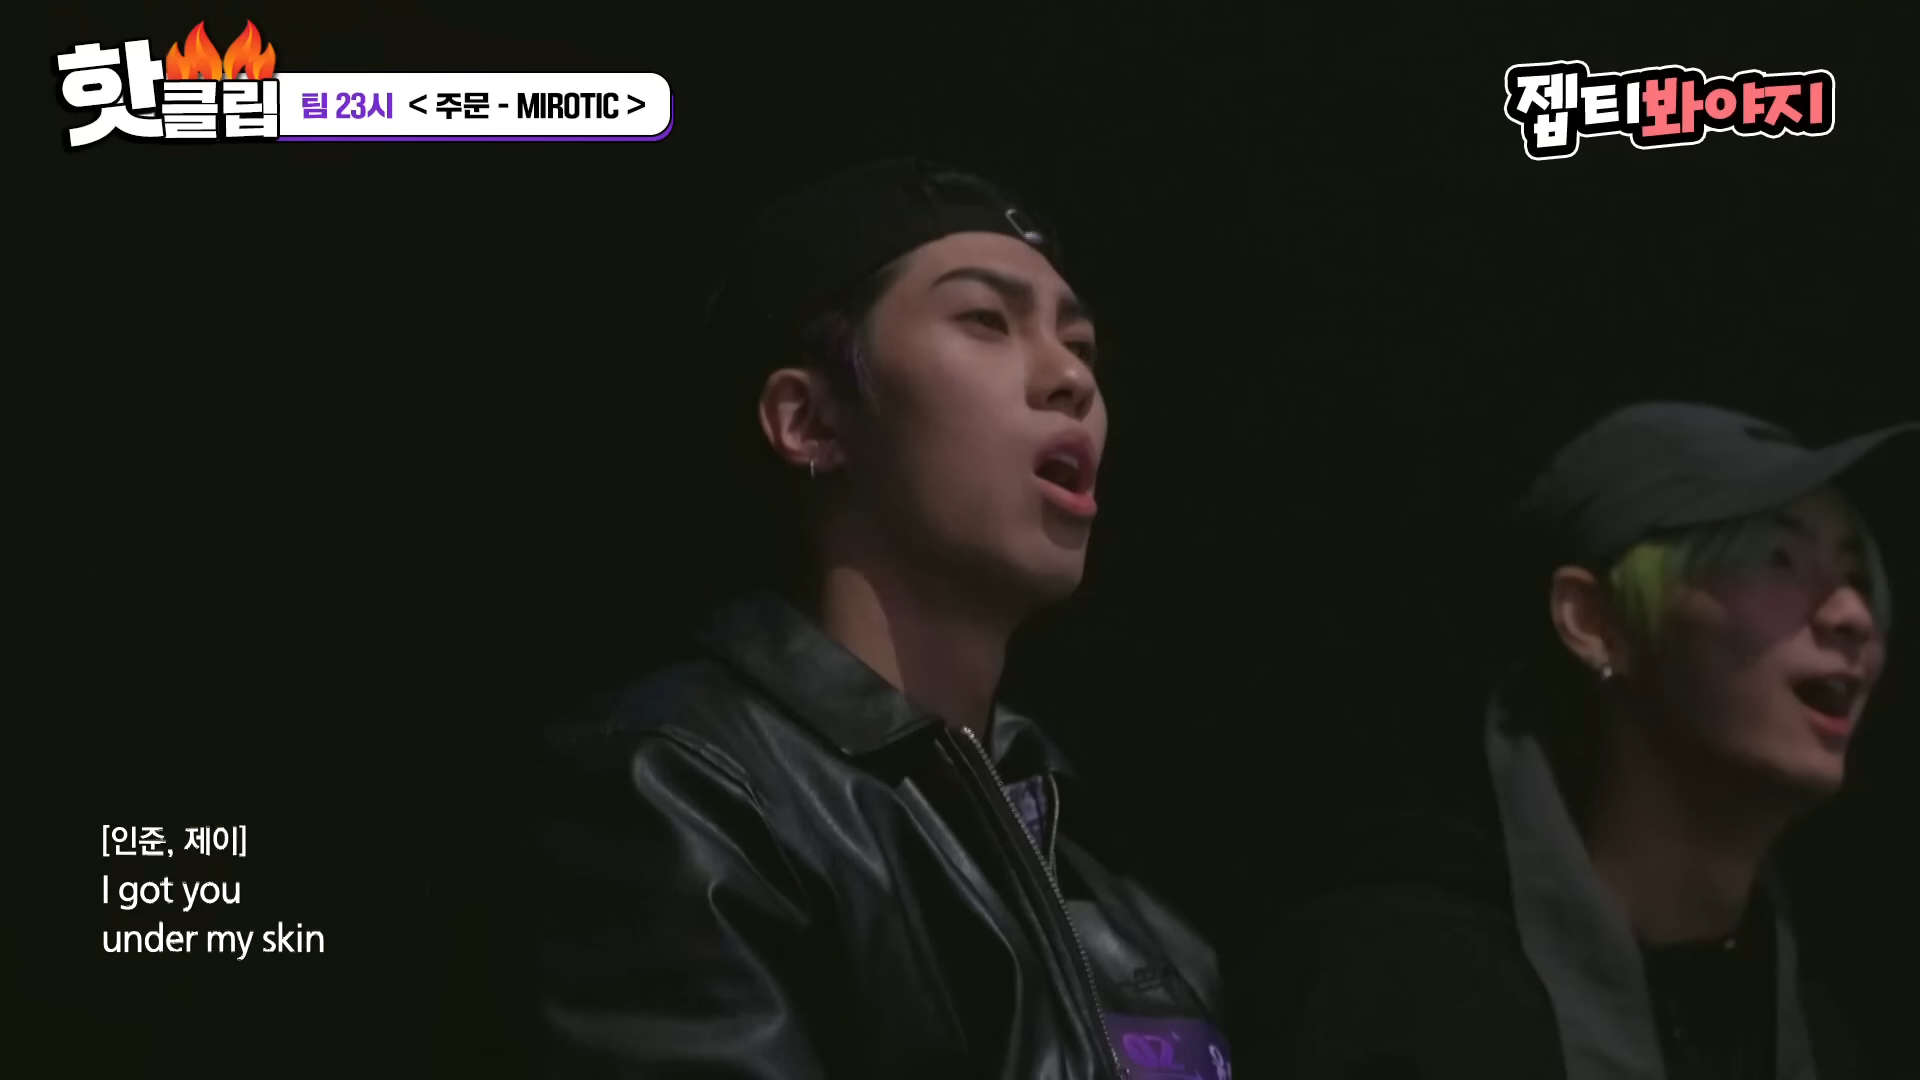 핫클립
팀 23시 < 주문 - MIROTIC >
젭티봐야지
[인준, 제이]
I got you
under my skin